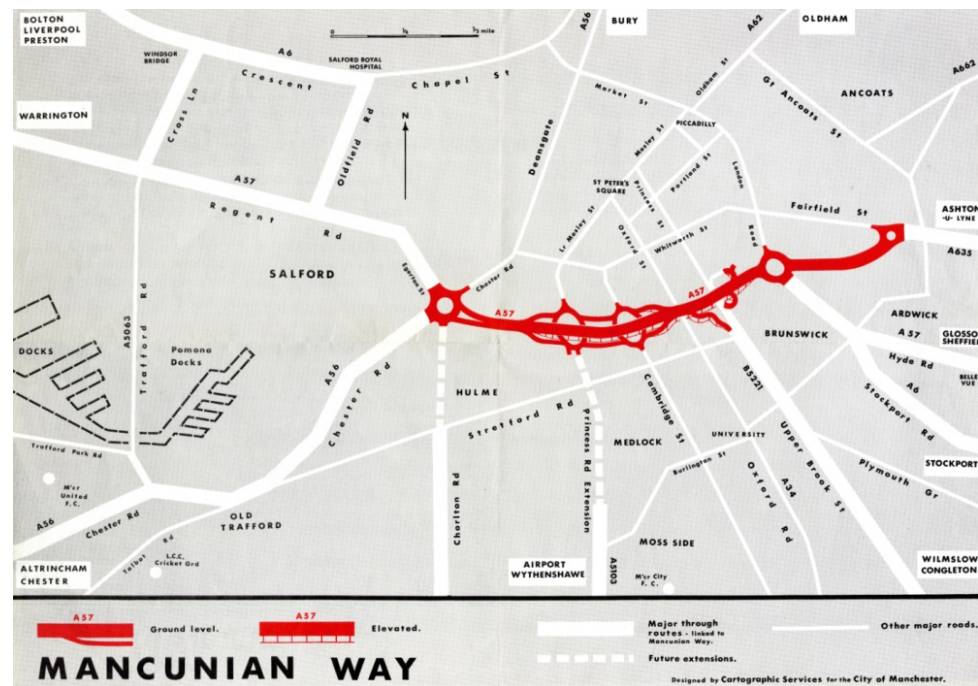 BOLTON
LIVERPOOL
PRESTON
WINDSOR
BRIDGE
A6
Crescent
0 ¼ ½ mile
SALFORD ROYAL
HOSPITAL
Chapel St
A56
BURY
A62
OLDHAM
A662
ANCOATS
Gt Ancoats St
Oldham St
Market St
PICCADILLY
WARRINGTON
Cross Ln
Oldfield Rd
N
Deansgate
Mosley St
Portland St
London
Road
A57
Regent Rd
ST PETER'S
SQUARE
Princess St
Oxford St
Lr Mosley St
Whitworth St
Fairfield St
ASHTON
-U- LYNE
A635
SALFORD
Egerton St
Chester Rd
A57
A57
ARDWICK
A57
GLOSSO
SHEFFIEL
Hyde Rd
BELLE
VUE
A6
Stockport Rd
STOCKPORT
BRUNSWICK
DOCKS
Pomona
Docks
A5063
Trafford Rd
A56
Chester Rd
HULME
Stretford Rd
Princess Rd Extension
MEDLOCK
Cambridge St
UNIVERSITY
Burlington St
B5221
Upper Brook St
A34
Oxford Rd
Plymouth Gr
Trafford Park Rd
M'cr
United
F.C.
A56
Chester Rd
OLD
TRAFFORD
Talbot Rd
L.C.C.
Cricket Grd
Chorlton Rd
MOSS SIDE
M'cr City
F.C.
A5103
ALTRINCHAM
CHESTER
AIRPORT
WYTHENSHAWE
WILMSLOW
CONGLETON
A57
Ground level.
A57
Elevated.
Major through
routes - linked to
Mancunian Way.
Other major roads.
Future extensions.
MANCUNIAN WAY
Designed by Cartographic Services for the City of Manchester.